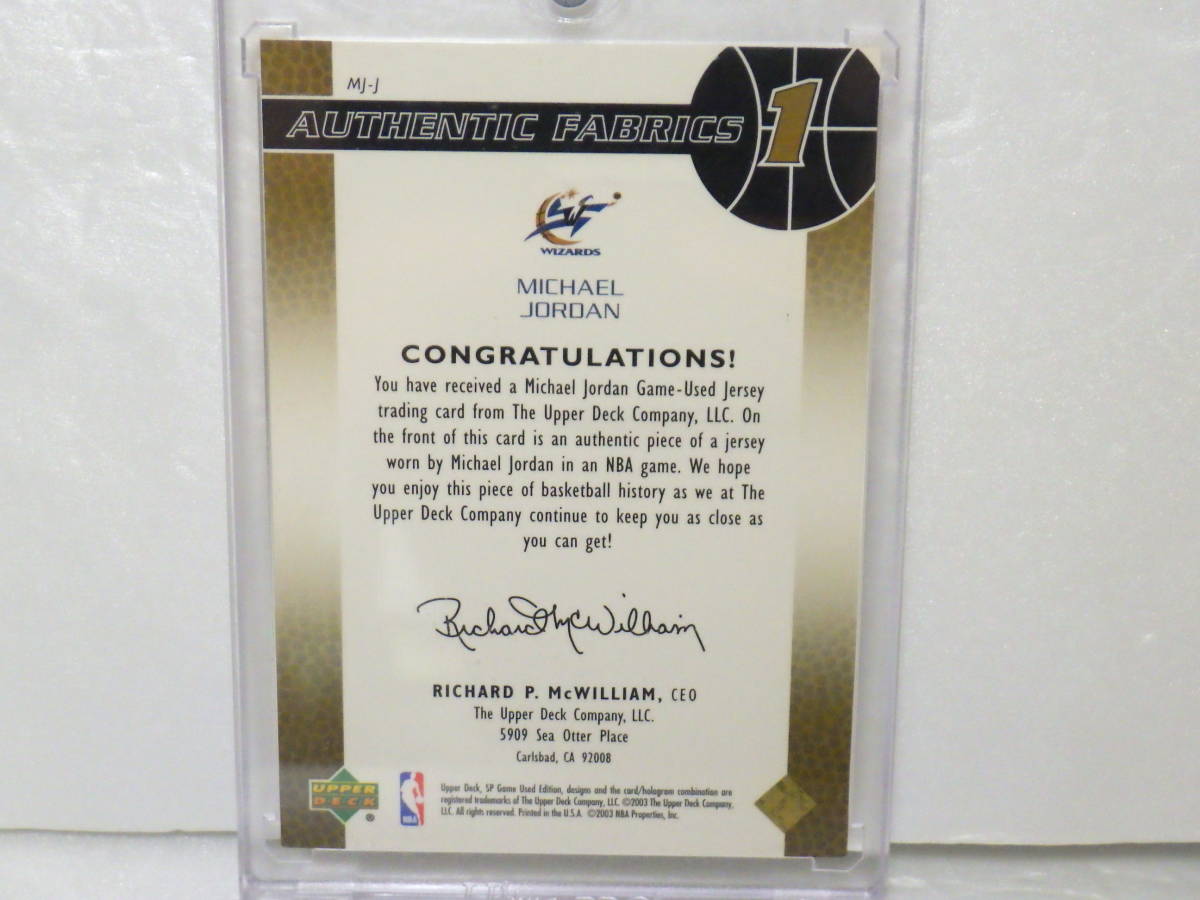 MJ-J
AUTHENTIC FABRICS 1
WIZARDS
MICHAEL
JORDAN
CONGRATULATIONS!
You have received a Michael Jordan Game-Used Jersey
trading card from The Upper Deck Company, LLC. On
the front of this card is an authentic piece of a jersey
worn by Michael Jordan in an NBA game. We hope
you enjoy this piece of basketball history as we at The
Upper Deck Company continue to keep you as close as
you can get!
Richard McWilliam
RICHARD P. McWILLIAM, CEO
The Upper Deck Company, LLC.
5909 Sea Otter Place
Carlsbad, CA 92008
UPPER
DECK
®
NBA
Upper Deck, SP Game Used Edition, designs and the card/hologram combination are
registered trademarks of The Upper Deck Company, LLC. ©2003 The Upper Deck Company,
LLC. All rights reserved. Printed in the U.S.A. ©2003 NBA Properties, Inc.